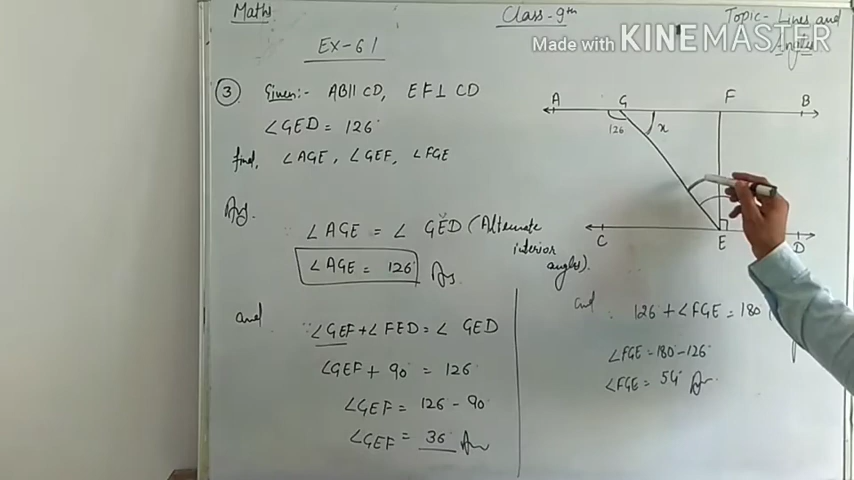 Maths
Class-9th
Topic- Lines and
Angles
Made with KINEMASTER
Ex-61
③ Given:- AB||CD, EF⊥CD
∠GED = 126°
find, ∠AGE, ∠GEF, ∠FGE
Ans.
∵ ∠AGE = ∠GED (Alternate
interior
angles).
∠AGE = 126° Ans.
and
∵ ∠GEF + ∠FED = ∠GED
∠GEF + 90° = 126°
∠GEF = 126 - 90°
∠GEF = 36° Ans
and
126 + ∠FGE = 180
∠FGE = 180 - 126°
∠FGE = 54° Ans
A G F B
126 x
C E D